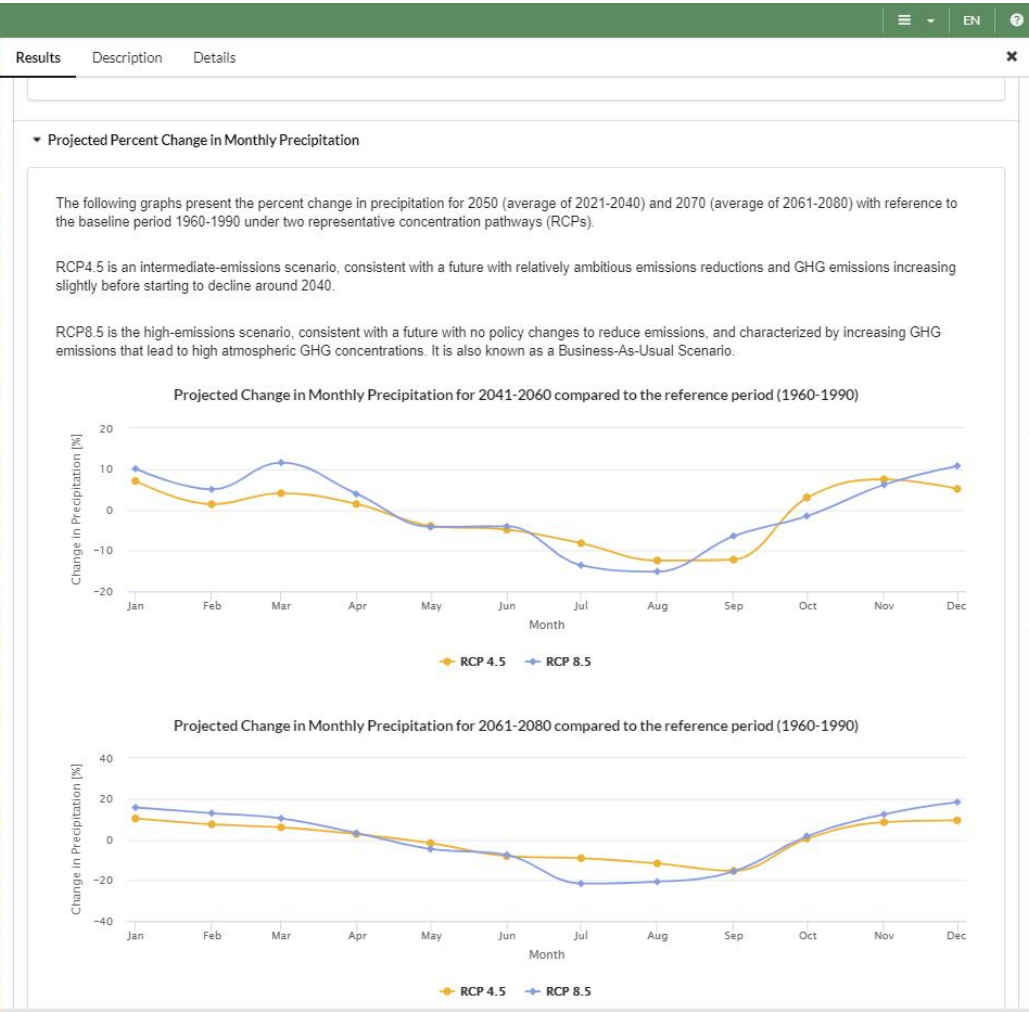 EN
Results Description Details
Projected Percent Change in Monthly Precipitation
The following graphs present the percent change in precipitation for 2050 (average of 2021-2040) and 2070 (average of 2061-2080) with reference to
the baseline period 1960-1990 under two representative concentration pathways (RCPs).
RCP4.5 is an intermediate-emissions scenario, consistent with a future with relatively ambitious emissions reductions and GHG emissions increasing
slightly before starting to decline around 2040.
RCP8.5 is the high-emissions scenario, consistent with a future with no policy changes to reduce emissions, and characterized by increasing GHG
emissions that lead to high atmospheric GHG concentrations. It is also known as a Business-As-Usual Scenario.
Projected Change in Monthly Precipitation for 2041-2060 compared to the reference period (1960-1990)
Change in Precipitation [%]
20
10
0
-10
-20
Jan Feb Mar Apr May Jun Jul Aug Sep Oct Nov Dec
Month
RCP 4.5 RCP 8.5
Projected Change in Monthly Precipitation for 2061-2080 compared to the reference period (1960-1990)
Change in Precipitation [%]
40
20
0
-20
-40
Jan Feb Mar Apr May Jun Jul Aug Sep Oct Nov Dec
Month
RCP 4.5 RCP 8.5